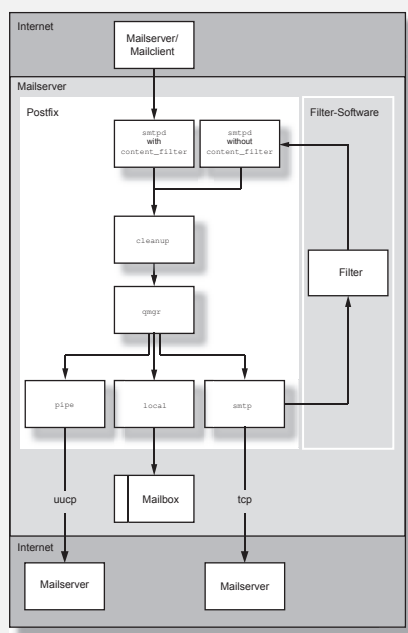 Internet
Mailserver/
Mailclient
Mailserver
Postfix
Filter-Software
smtpd
with
content_filter
smtpd
without
content_filter
cleanup
Filter
qmgr
pipe
local
smtp
uucp
Mailbox
tcp
Internet
Mailserver
Mailserver